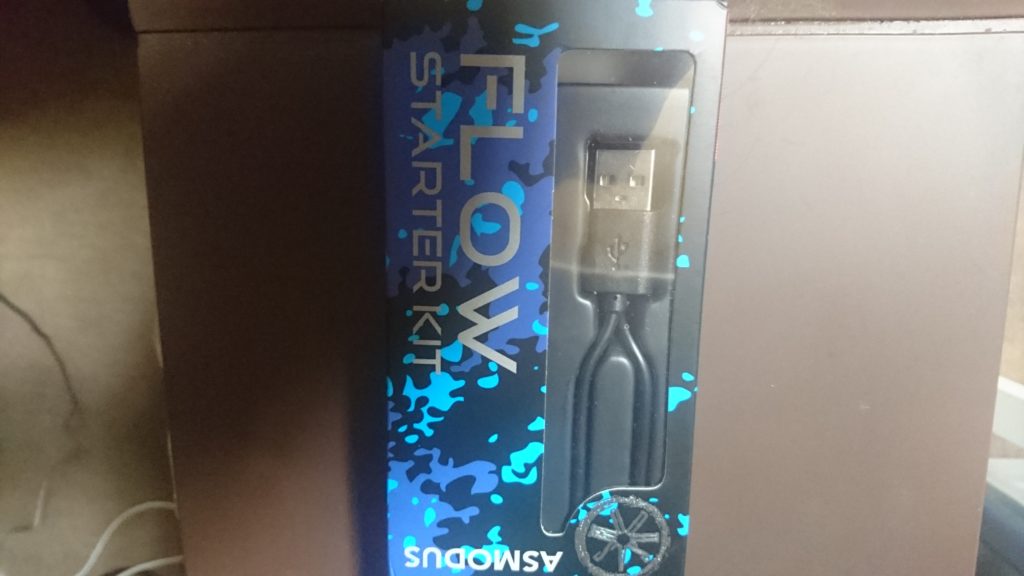 FLOW
STARTER KIT
ASMODUS